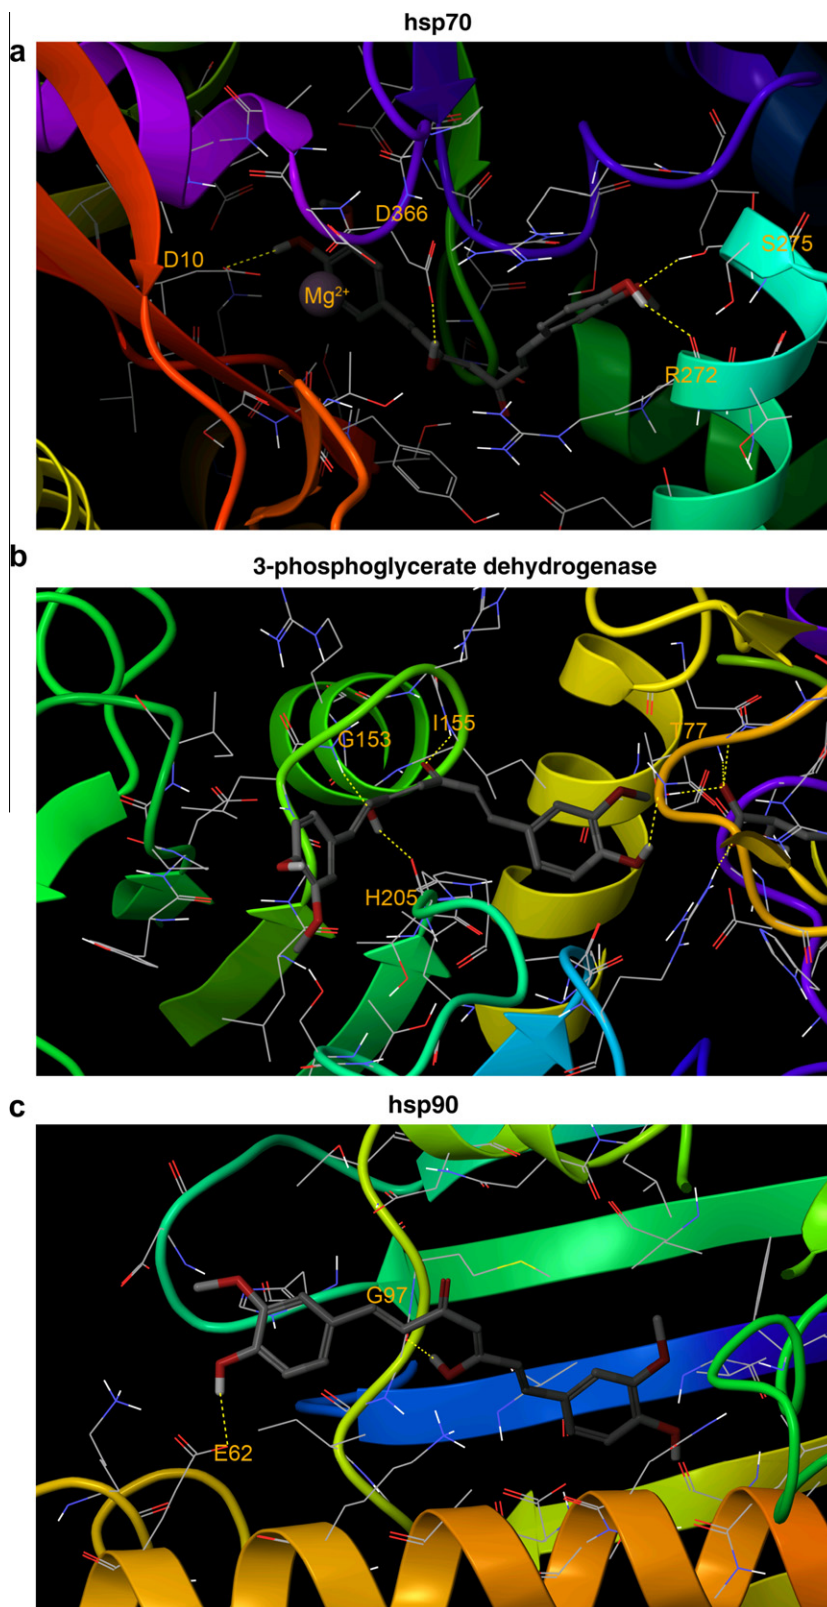 hsp70
a
D366
D10
S275
Mg²⁺
R272
b
3-phosphoglycerate dehydrogenase
I155
T77
G153
H205
c
hsp90
G97
E62